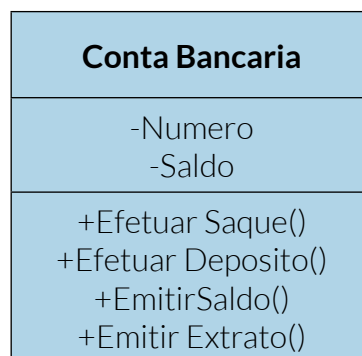 Conta Bancaria
-Numero
-Saldo
+Efetuar Saque()
+Efetuar Deposito()
+EmitirSaldo()
+Emitir Extrato()